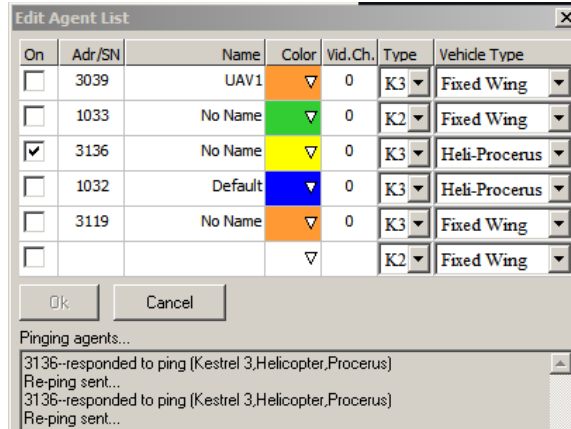 Edit Agent List
On Adr/SN Name Color Vid.Ch. Type Vehicle Type
3039 UAV1 0 K3 Fixed Wing
1033 No Name 0 K2 Fixed Wing
3136 No Name 0 K3 Heli-Procerus
1032 Default 0 K3 Heli-Procerus
3119 No Name 0 K3 Fixed Wing
K2 Fixed Wing
Ok Cancel
Pinging agents...
3136--responded to ping (Kestrel 3,Helicopter,Procerus)
Re-ping sent...
3136--responded to ping (Kestrel 3,Helicopter,Procerus)
Re-ping sent...